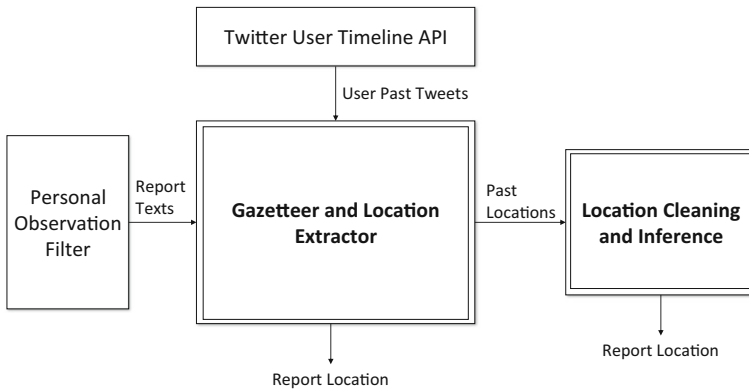 Twitter User Timeline API
User Past Tweets
Personal
Observation
Filter
Report
Texts
Gazetteer and Location
Extractor
Past
Locations
Location Cleaning
and Inference
Report Location
Report Location